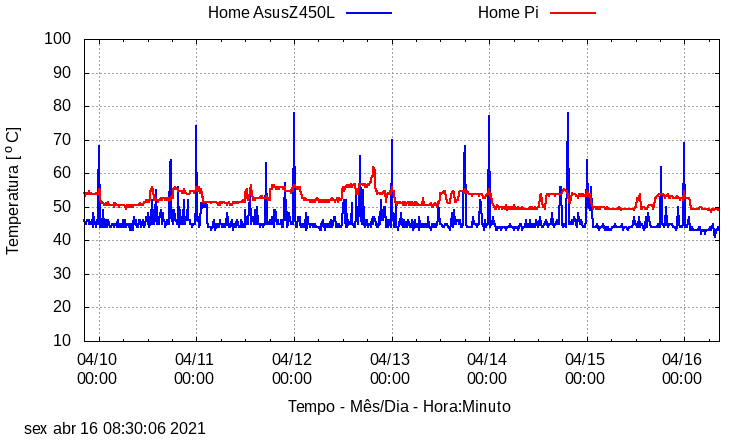 Home AsusZ450L Home Pi
100
90
80
70
60
50
40
30
20
10
Temperatura [ ºC]
04/10 04/11 04/12 04/13 04/14 04/15 04/16
00:00 00:00 00:00 00:00 00:00 00:00 00:00
Tempo - Mês/Dia - Hora:Minuto
sex abr 16 08:30:06 2021